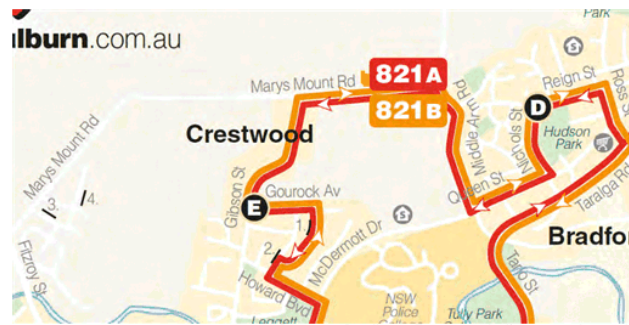 Park
lburn.com.au
821A
Marys Mount Rd
Reign St
Ross St
821B
D
Middle Arm Rd
Nichols St
Hudson
Park
Crestwood
Marys Mount Rd
Gibson St
Gourock Av
Queen St
Taralga Rd
3.
4.
E
1.
McDermott Dr
Bradfo
2.
Fitzroy St
Howard Blvd
Taylo St
NSW
Police
College
Tully Park
Leggett